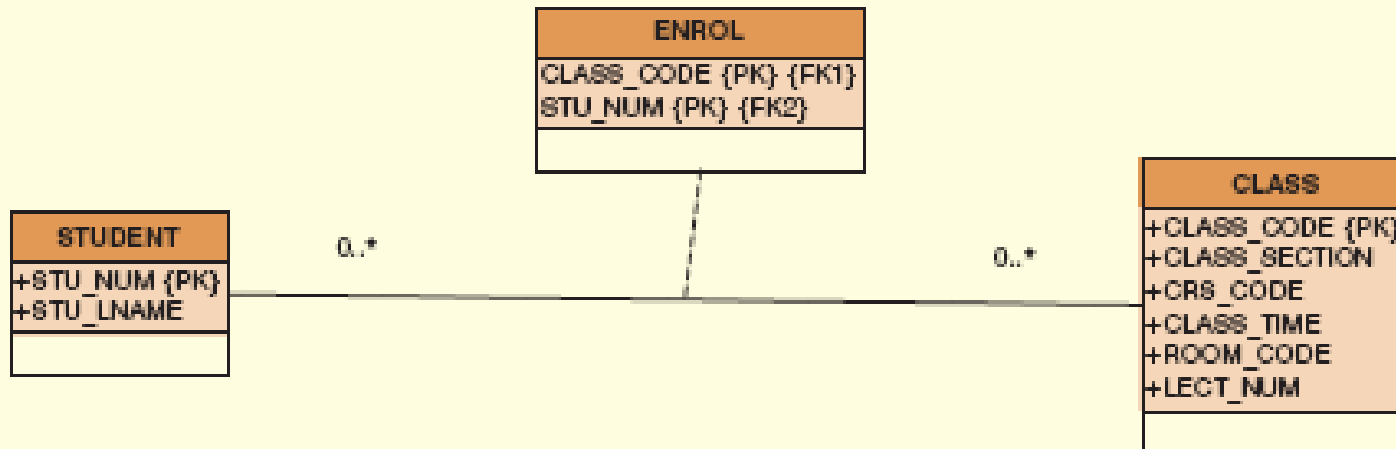 ENROL
CLASS_CODE {PK} {FK1}
STU_NUM {PK} {FK2}
STUDENT
+STU_NUM {PK}
+STU_LNAME
0..*
0..*
CLASS
+CLASS_CODE {PK}
+CLASS_SECTION
+CRS_CODE
+CLASS_TIME
+ROOM_CODE
+LECT_NUM